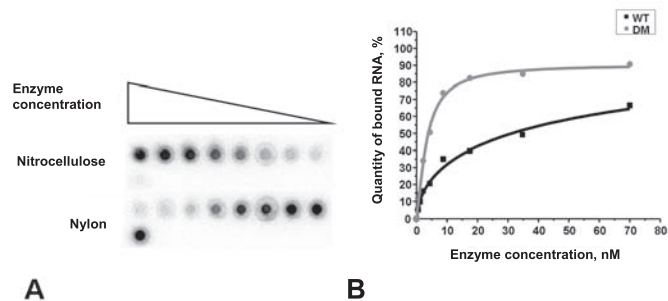 WT
DM
Enzyme
concentration
Nitrocellulose
Nylon
A
Quantity of bound RNA, %
110
100
90
80
70
60
50
40
30
20
10
0
0 10 20 30 40 50 60 70 80
Enzyme concentration, nM
B